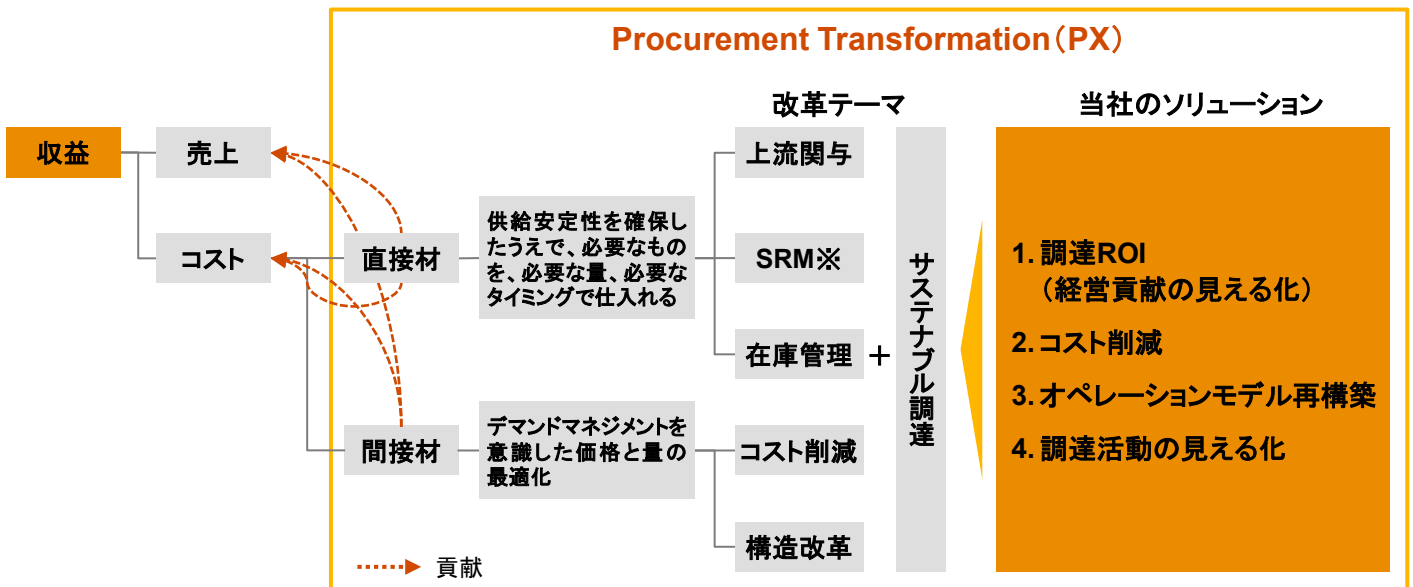 Procurement Transformation（PX）
改革テーマ
当社のソリューション
収益
売上
コスト
直接材
供給安定性を確保し
たうえで、必要なもの
を、必要な量、必要な
タイミングで仕入れる
上流関与
SRM※
在庫管理
間接材
デマンドマネジメントを
意識した価格と量の
最適化
コスト削減
構造改革
+
サステナブル調達
1. 調達ROI
（経営貢献の見える化）
2. コスト削減
3. オペレーションモデル再構築
4. 調達活動の見える化
貢献